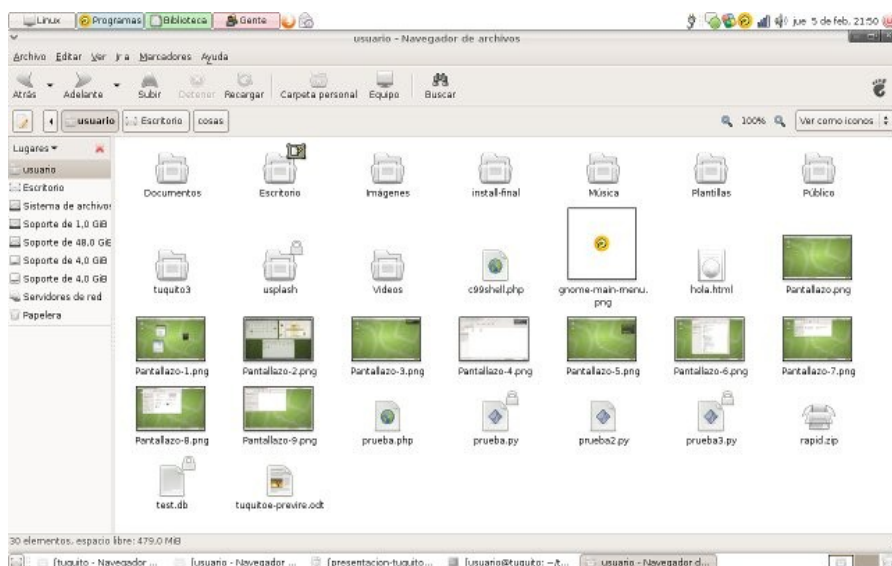 Linux Programas Biblioteca Gente jue 5 de feb, 21:50
usuario - Navegador de archivos
Archivo Editar Ver Ir a Marcadores Ayuda
Atrás Adelante Subir Detener Recargar Carpeta personal Equipo Buscar
usuario Escritorio cosas 100% Ver como iconos
Lugares
usuario
Escritorio
Sistema de archivos
Soporte de 1,0 GiB
Soporte de 48,0 GiB
Soporte de 4,0 GiB
Soporte de 4,0 GiB
Servidores de red
Papelera
Documentos Escritorio Imágenes install-final Música Plantillas Público
tuquito3 usplash Videos c99shell.php gnome-main-menu.png hola.html Pantallazo.png
Pantallazo-1.png Pantallazo-2.png Pantallazo-3.png Pantallazo-4.png Pantallazo-5.png Pantallazo-6.png Pantallazo-7.png
Pantallazo-8.png Pantallazo-9.png prueba.php prueba.py prueba2.py prueba3.py rapid.zip
test.db tuquitoe-previre.odt
30 elementos, espacio libre: 479,0 MiB
[tuquito - Navegador ... [usuario - Navegador ... [presentacion-tuquito... [usuario@tuquito: ~/t... usuario - Navegador d...